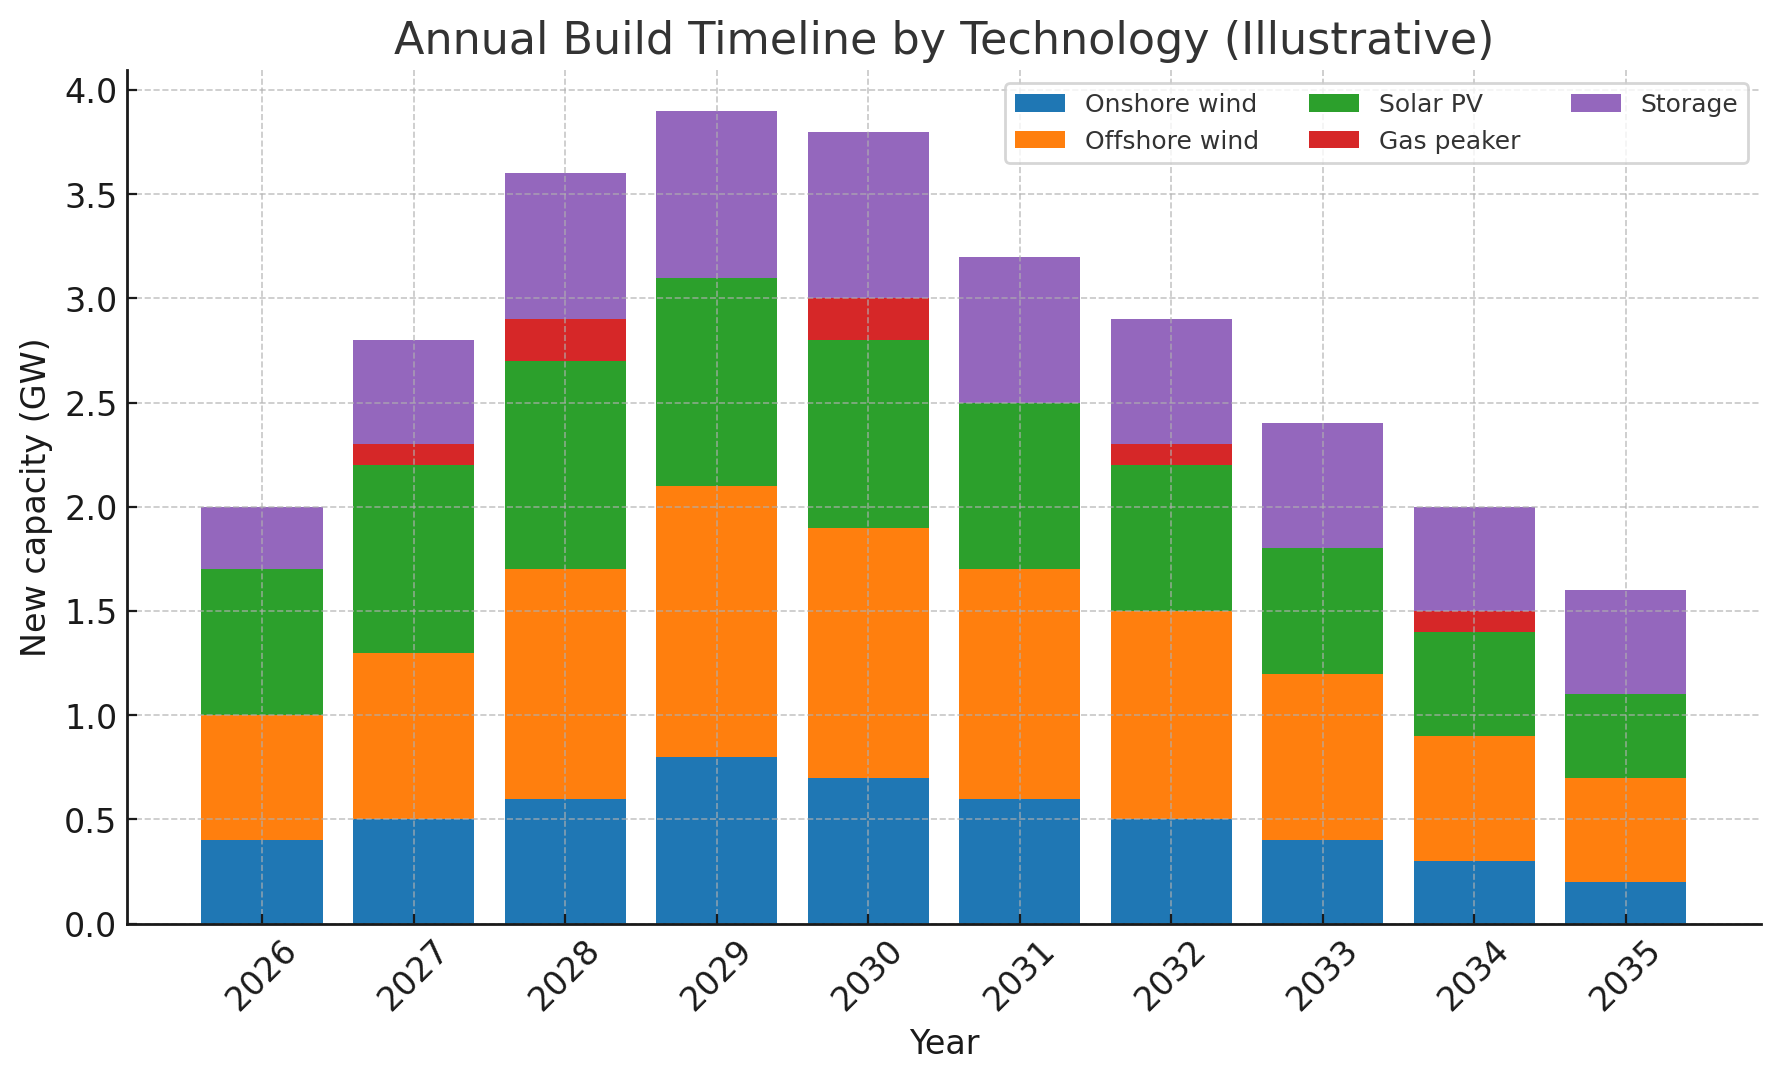 Annual Build Timeline by Technology (Illustrative)
Onshore wind
Offshore wind
Solar PV
Gas peaker
Storage
New capacity (GW)
4.0
3.5
3.0
2.5
2.0
1.5
1.0
0.5
0.0
2026
2027
2028
2029
2030
2031
2032
2033
2034
2035
Year